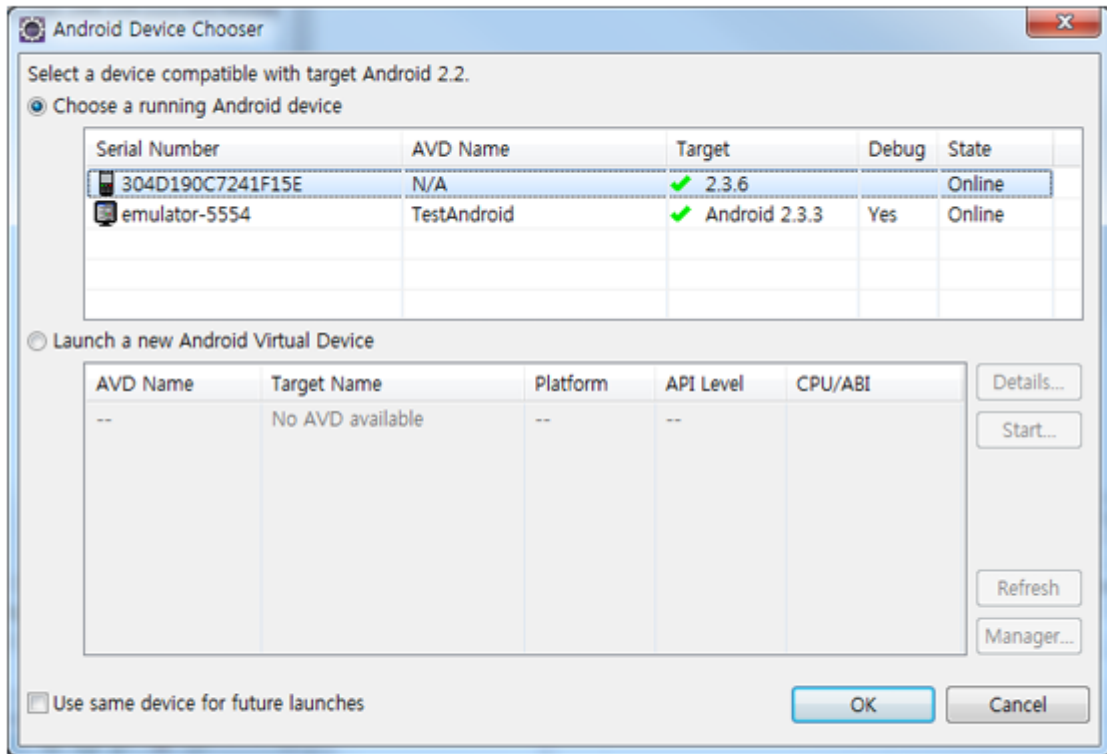 Android Device Chooser
Select a device compatible with target Android 2.2.
Choose a running Android device
Serial Number AVD Name Target Debug State
304D190C7241F15E N/A 2.3.6 Online
emulator-5554 TestAndroid Android 2.3.3 Yes Online
Launch a new Android Virtual Device
AVD Name Target Name Platform API Level CPU/ABI Details...
-- No AVD available -- --
Start...
Refresh
Manager...
Use same device for future launches OK Cancel